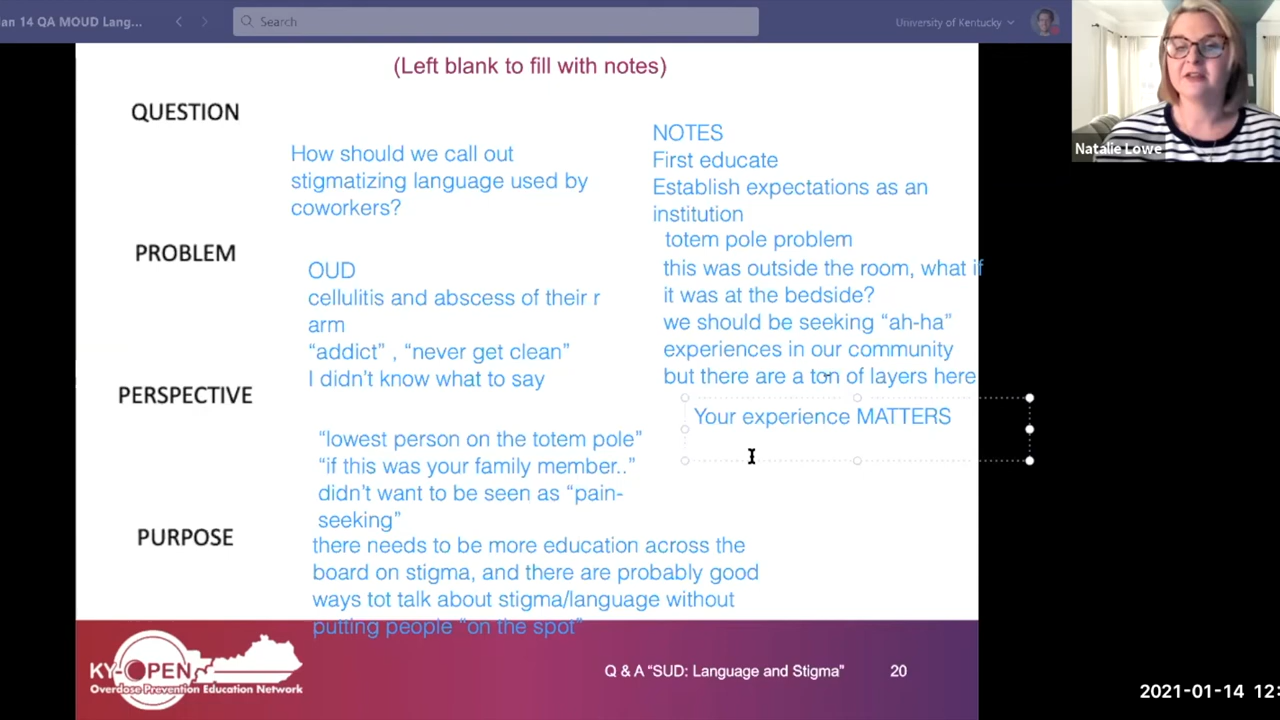 an 14 QA MOUD Lang...
Search
University of Kentucky
(Left blank to fill with notes)
QUESTION
How should we call out
stigmatizing language used by
coworkers?
PROBLEM
OUD
cellulitis and abscess of their r
arm
“addict” , “never get clean”
I didn’t know what to say
PERSPECTIVE
“lowest person on the totem pole”
“if this was your family member..”
didn’t want to be seen as “pain-
seeking”
PURPOSE
there needs to be more education across the
board on stigma, and there are probably good
ways tot talk about stigma/language without
putting people “on the spot”
NOTES
First educate
Establish expectations as an
institution
totem pole problem
this was outside the room, what if
it was at the bedside?
we should be seeking “ah-ha”
experiences in our community
but there are a ton of layers here
Your experience MATTERS
Natalie Lowe
KY-OPEN
Overdose Prevention Education Network
Q & A “SUD: Language and Stigma”
20
2021-01-14 12: